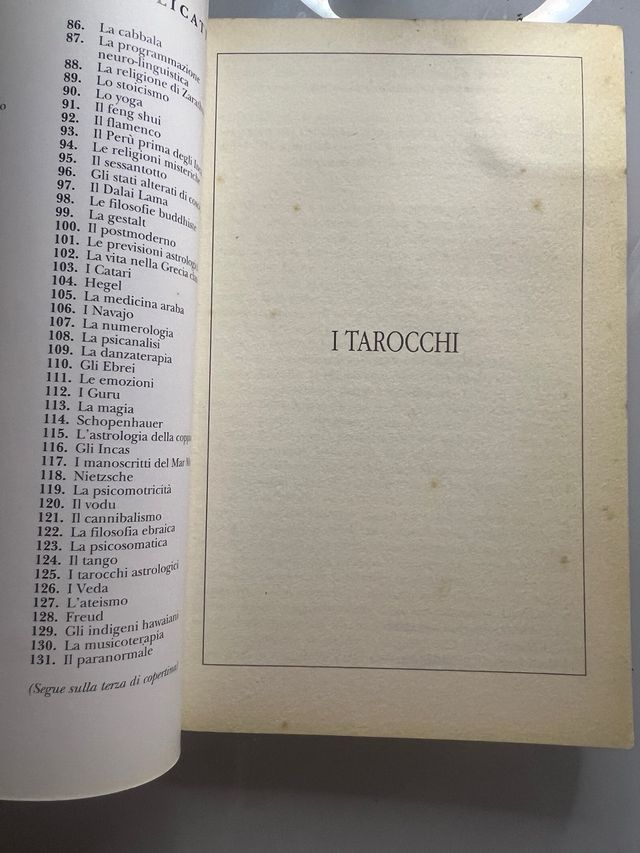 86. La cabbala
87. La programmazione
neuro-linguistica
88. La religione di
89. Lo stoicismo
90. Lo yoga
91. Il feng shui
92. Il flamenco
93. Il Perù prima degli
94. Le religioni misteriche
95. Il sessantotto
96. Gli stati alterati di
97. Il Dalai Lama
98. Le filosofie buddhiste
99. La gestalt
100. Il postmoderno
101. Le previsioni
102. La vita nella Grecia
103. I Catari
104. Hegel
105. La medicina araba
106. I Navajo
107. La numerologia
108. La psicanalisi
109. La danzaterapia
110. Gli Ebrei
111. Le emozioni
112. I Guru
113. La magia
114. Schopenhauer
115. L'astrologia della
116. Gli Incas
117. I manoscritti del Mar
118. Nietzsche
119. La psicomotricità
120. Il vodu
121. Il cannibalismo
122. La filosofia ebraica
123. La psicosomatica
124. Il tango
125. I tarocchi astrologici
126. I Veda
127. L'ateismo
128. Freud
129. Gli indigeni hawaiani
130. La musicoterapia
131. Il paranormale
(Segue sulla terza di copertina)
I TAROCCHI